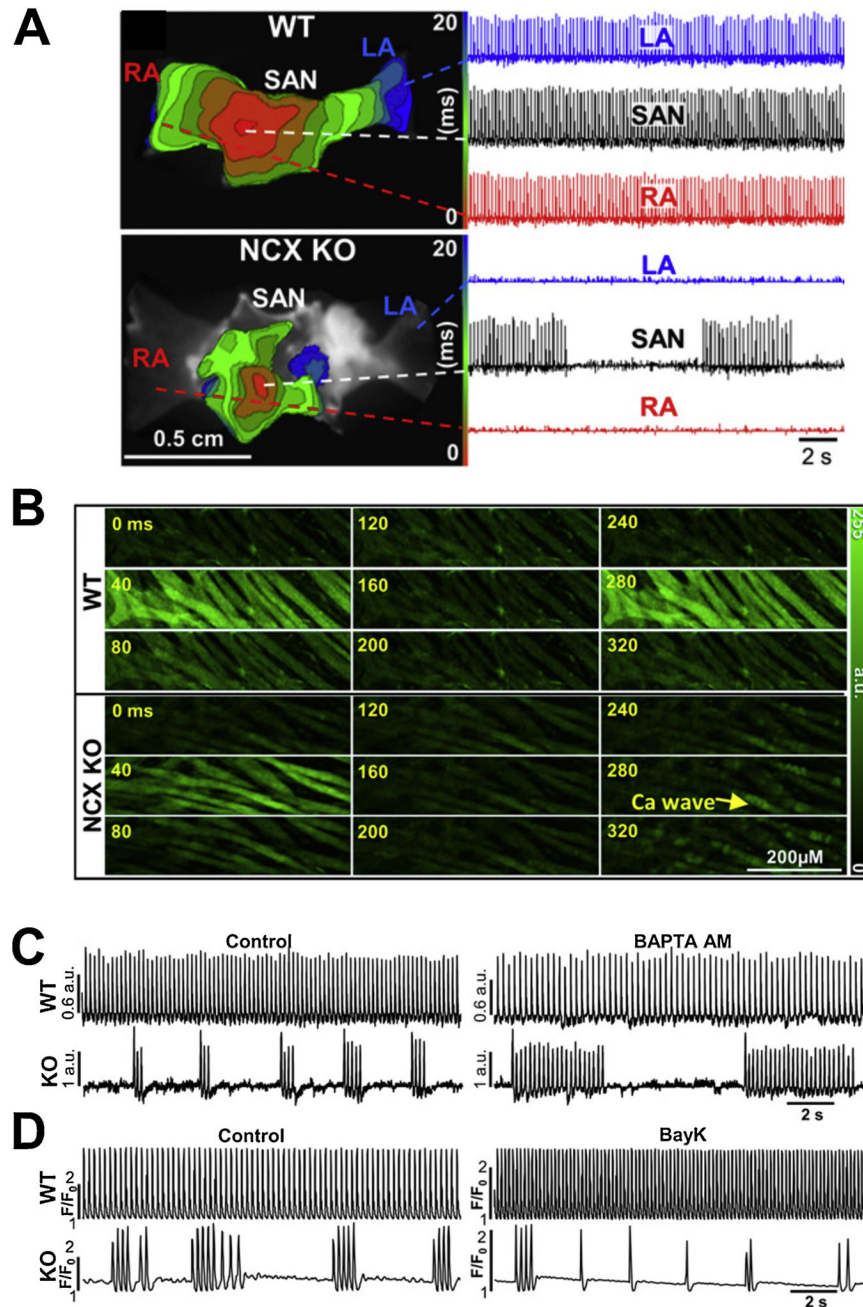 A
WT
RA
SAN
LA
20
(ms)
0
LA
SAN
RA
NCX KO
SAN
LA
RA
20
(ms)
0
0.5 cm
LA
SAN
RA
2 s
B
WT
0 ms
120
240
40
160
280
80
200
320
NCX KO
0 ms
120
240
40
160
280
Ca wave
80
200
320
200µM
255
a.u.
0
C
Control
BAPTA AM
WT
0.6 a.u.
0.6 a.u.
KO
1 a.u.
1 a.u.
2 s
D
Control
BayK
WT
F/F0
2
1
F/F0
2
1
KO
F/F0
2
1
F/F0
2
1
2 s